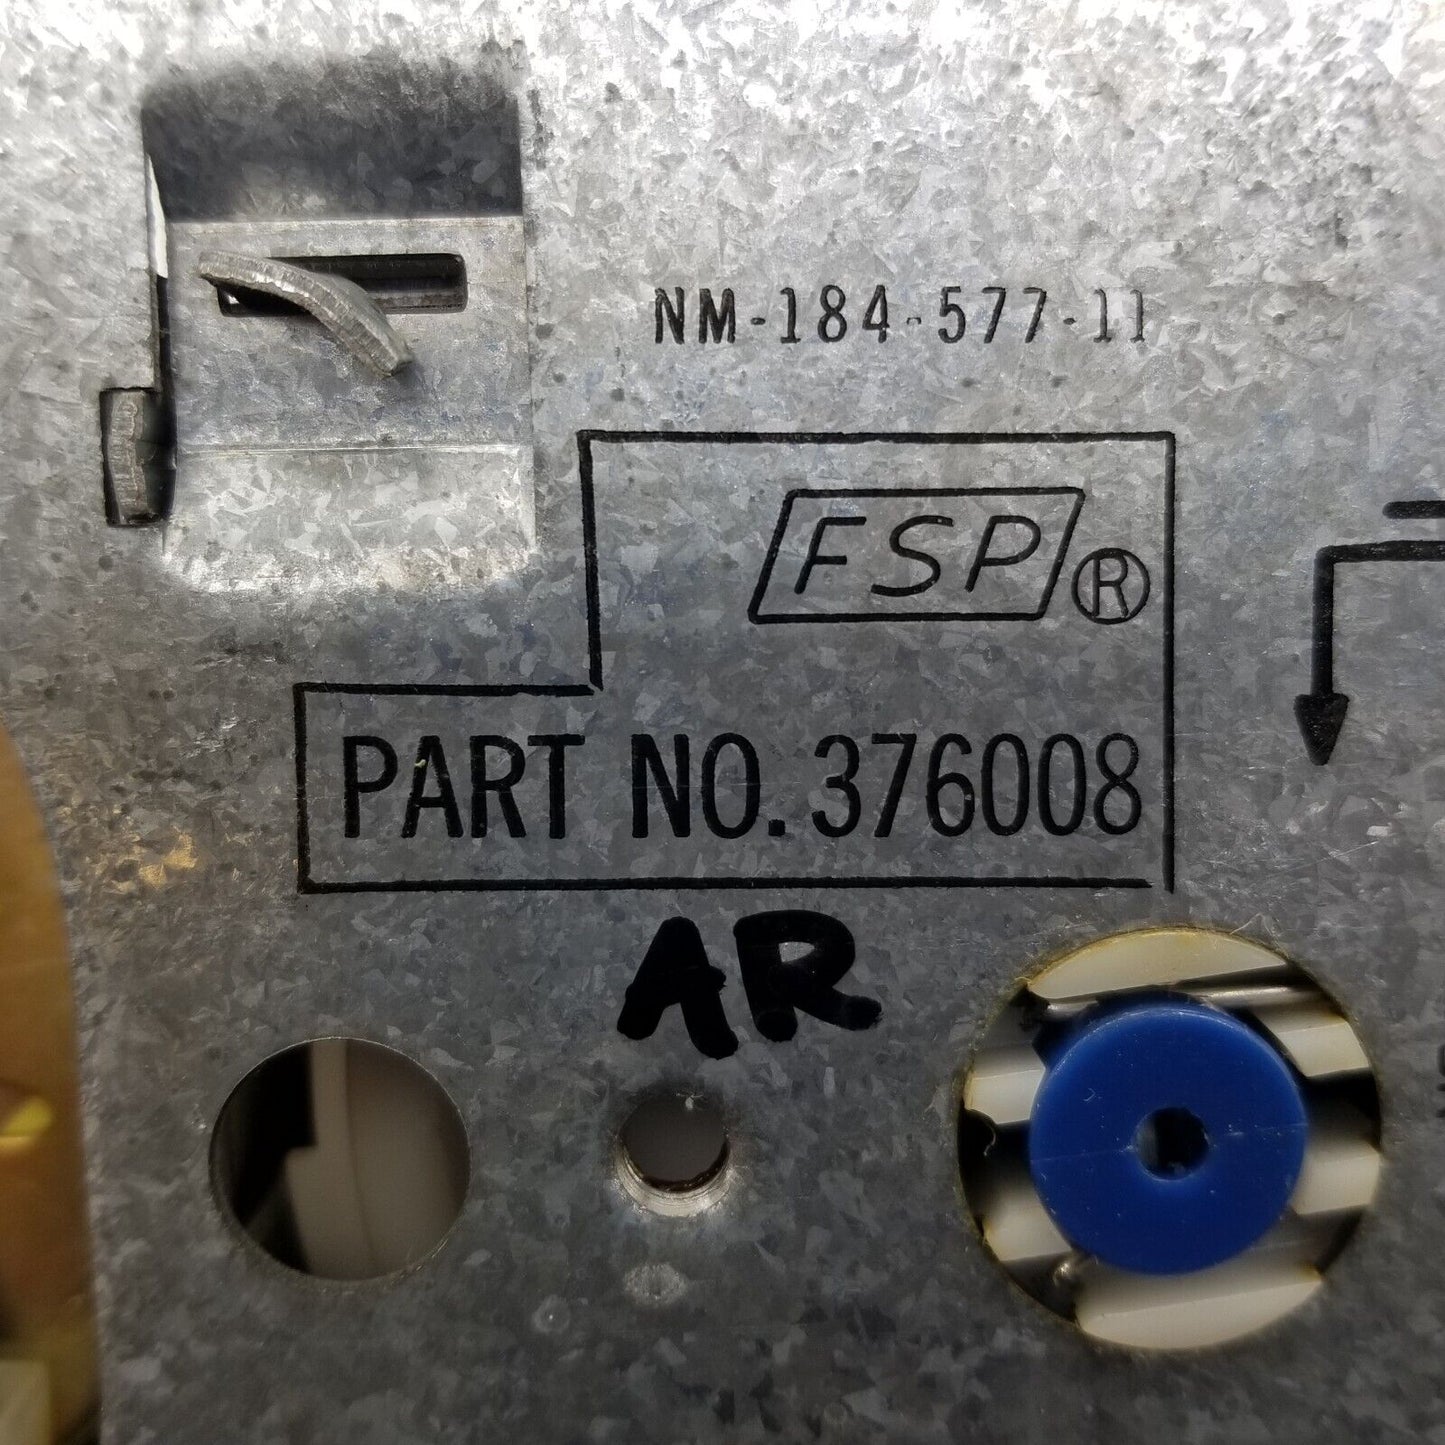 NM-184-577-11
FSP®
PART NO. 376008
AR